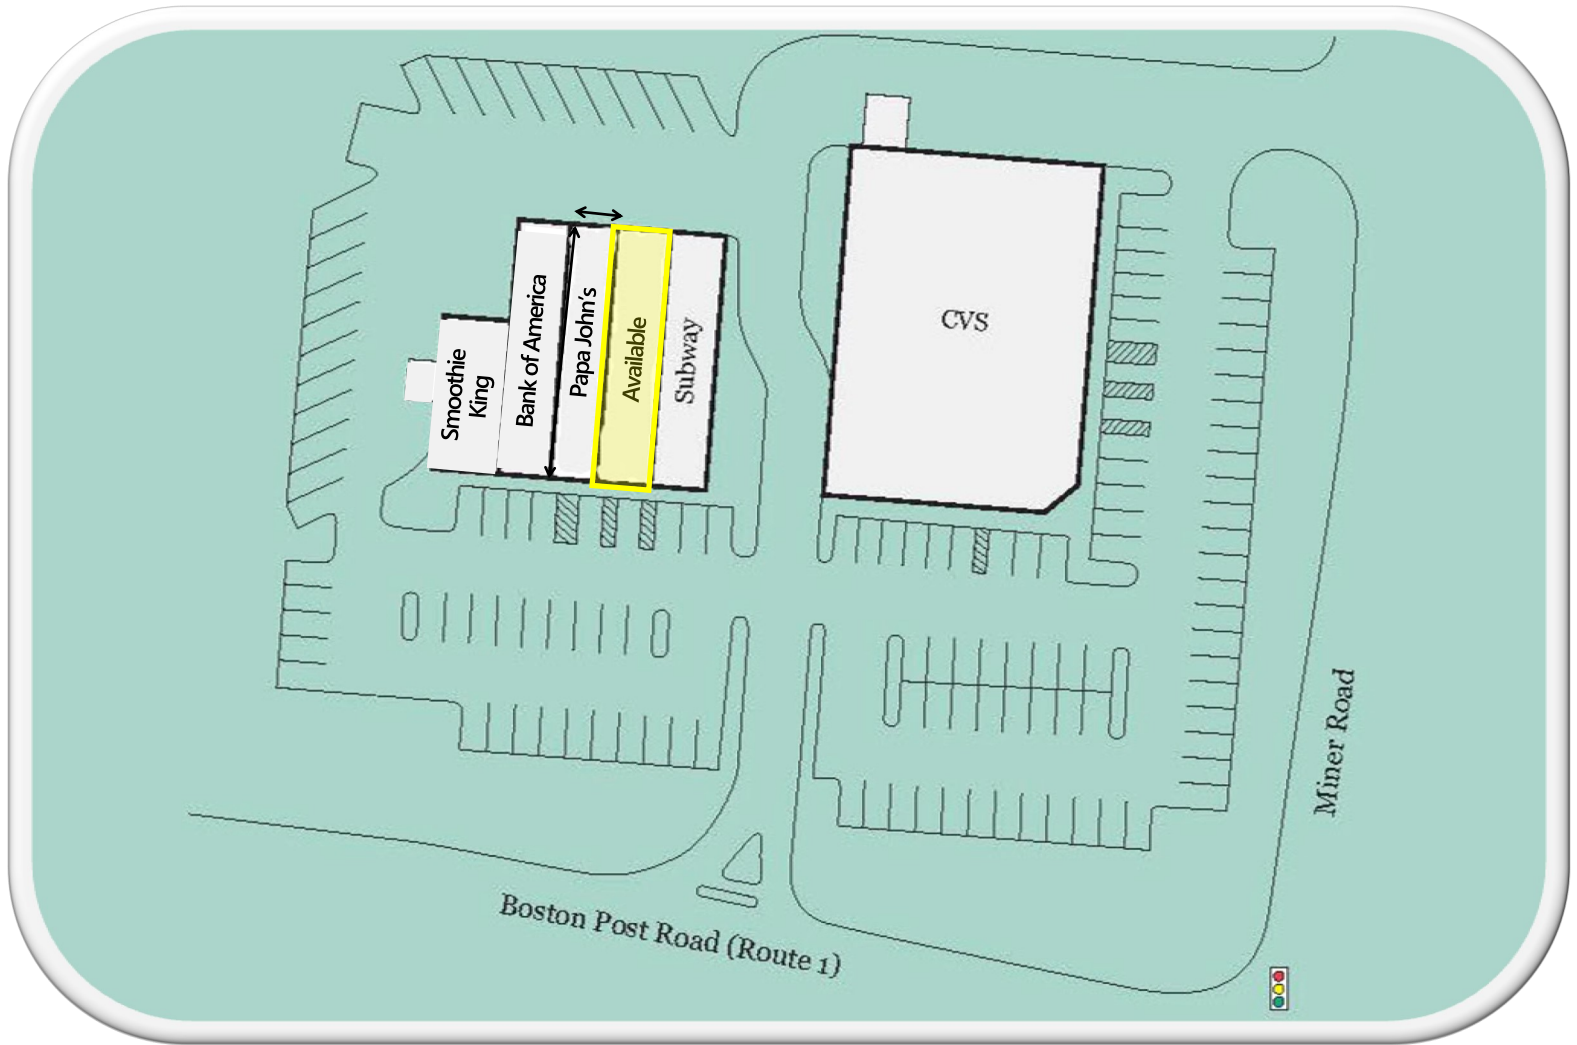 Smoothie
King
Bank of America
Papa John's
Available
Subway
CVS
Miner Road
Boston Post Road (Route 1)